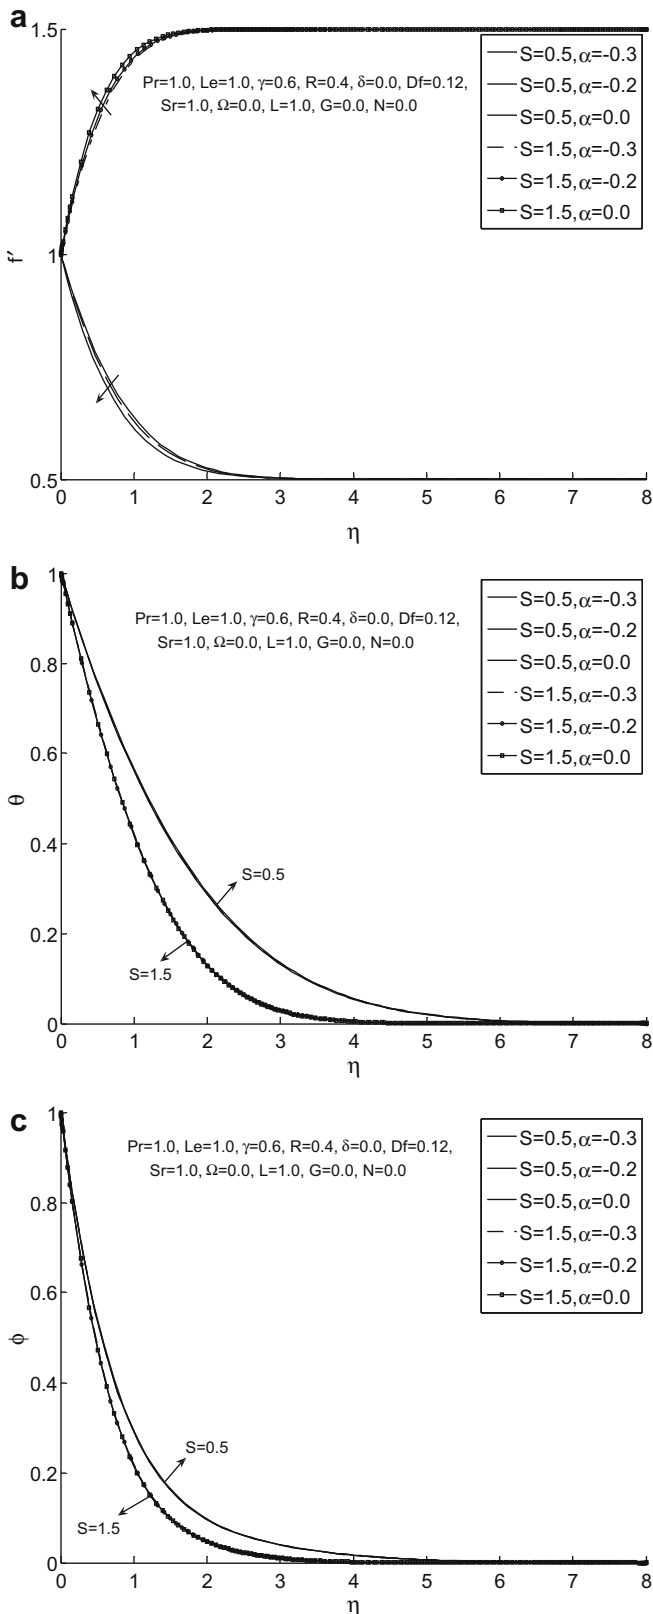 a
1.5
1
0.5
f′
Pr=1.0, Le=1.0, γ=0.6, R=0.4, δ=0.0, Df=0.12,
Sr=1.0, Ω=0.0, L=1.0, G=0.0, N=0.0
S=0.5,α=-0.3
S=0.5,α=-0.2
S=0.5,α=0.0
S=1.5,α=-0.3
S=1.5,α=-0.2
S=1.5,α=0.0
0 1 2 3 4 5 6 7 8
η
b
1
0.8
0.6
0.4
0.2
0
θ
Pr=1.0, Le=1.0, γ=0.6, R=0.4, δ=0.0, Df=0.12,
Sr=1.0, Ω=0.0, L=1.0, G=0.0, N=0.0
S=0.5,α=-0.3
S=0.5,α=-0.2
S=0.5,α=0.0
S=1.5,α=-0.3
S=1.5,α=-0.2
S=1.5,α=0.0
S=0.5
S=1.5
0 1 2 3 4 5 6 7 8
η
c
1
0.8
0.6
0.4
0.2
0
ϕ
Pr=1.0, Le=1.0, γ=0.6, R=0.4, δ=0.0, Df=0.12,
Sr=1.0, Ω=0.0, L=1.0, G=0.0, N=0.0
S=0.5,α=-0.3
S=0.5,α=-0.2
S=0.5,α=0.0
S=1.5,α=-0.3
S=1.5,α=-0.2
S=1.5,α=0.0
S=0.5
S=1.5
0 1 2 3 4 5 6 7 8
η